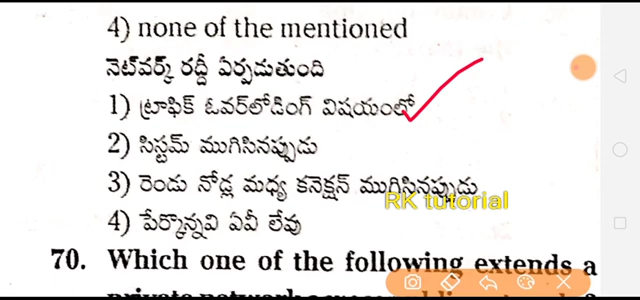 4) none of the mentioned
నెట్‌వర్క్ రద్దీ ఏర్పడుతుంది
1) ట్రాఫిక్ ఓవర్‌లోడింగ్ విషయంలో
2) సిస్టమ్ ముగిసినప్పుడు
3) రెండు నోడ్ల మధ్య కనెక్షన్ ముగిసినప్పుడు
RK tutorial
4) పేర్కొన్నవి ఏవీ లేవు
70. Which one of the following extends a